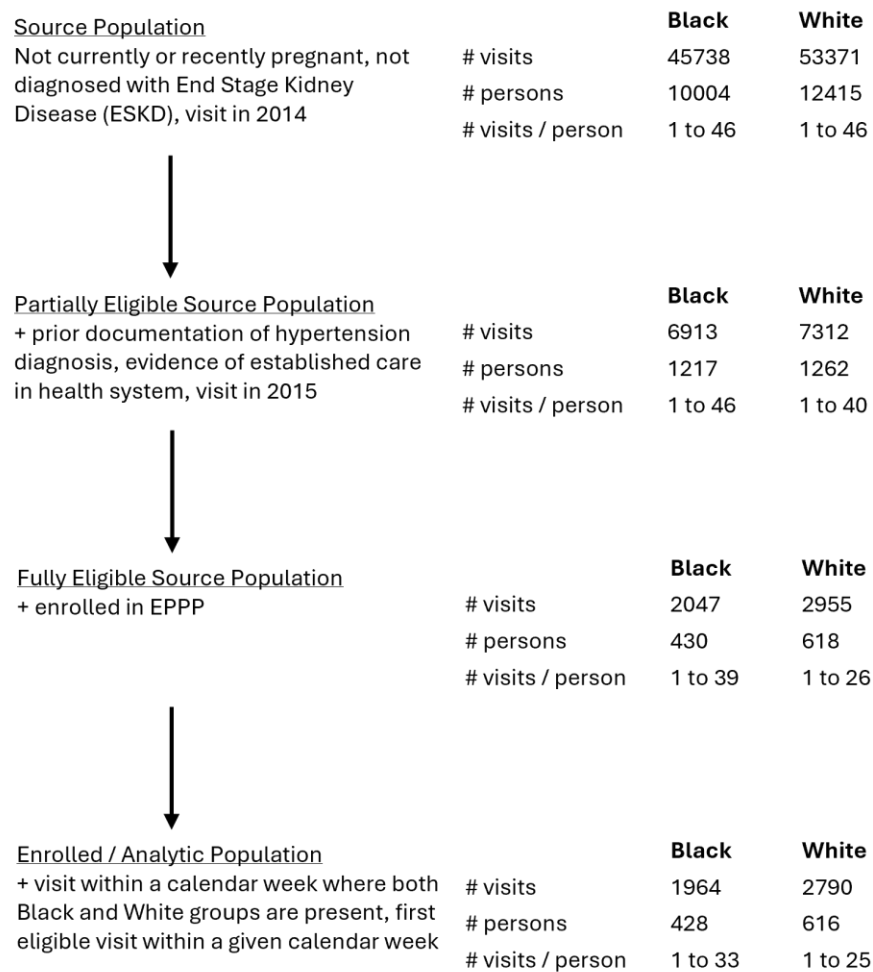 Source Population
Not currently or recently pregnant, not
diagnosed with End Stage Kidney
Disease (ESKD), visit in 2014
Black White
# visits 45738 53371
# persons 10004 12415
# visits / person 1 to 46 1 to 46
Partially Eligible Source Population
+ prior documentation of hypertension
diagnosis, evidence of established care
in health system, visit in 2015
Black White
# visits 6913 7312
# persons 1217 1262
# visits / person 1 to 46 1 to 40
Fully Eligible Source Population
+ enrolled in EPPP
Black White
# visits 2047 2955
# persons 430 618
# visits / person 1 to 39 1 to 26
Enrolled / Analytic Population
+ visit within a calendar week where both
Black and White groups are present, first
eligible visit within a given calendar week
Black White
# visits 1964 2790
# persons 428 616
# visits / person 1 to 33 1 to 25